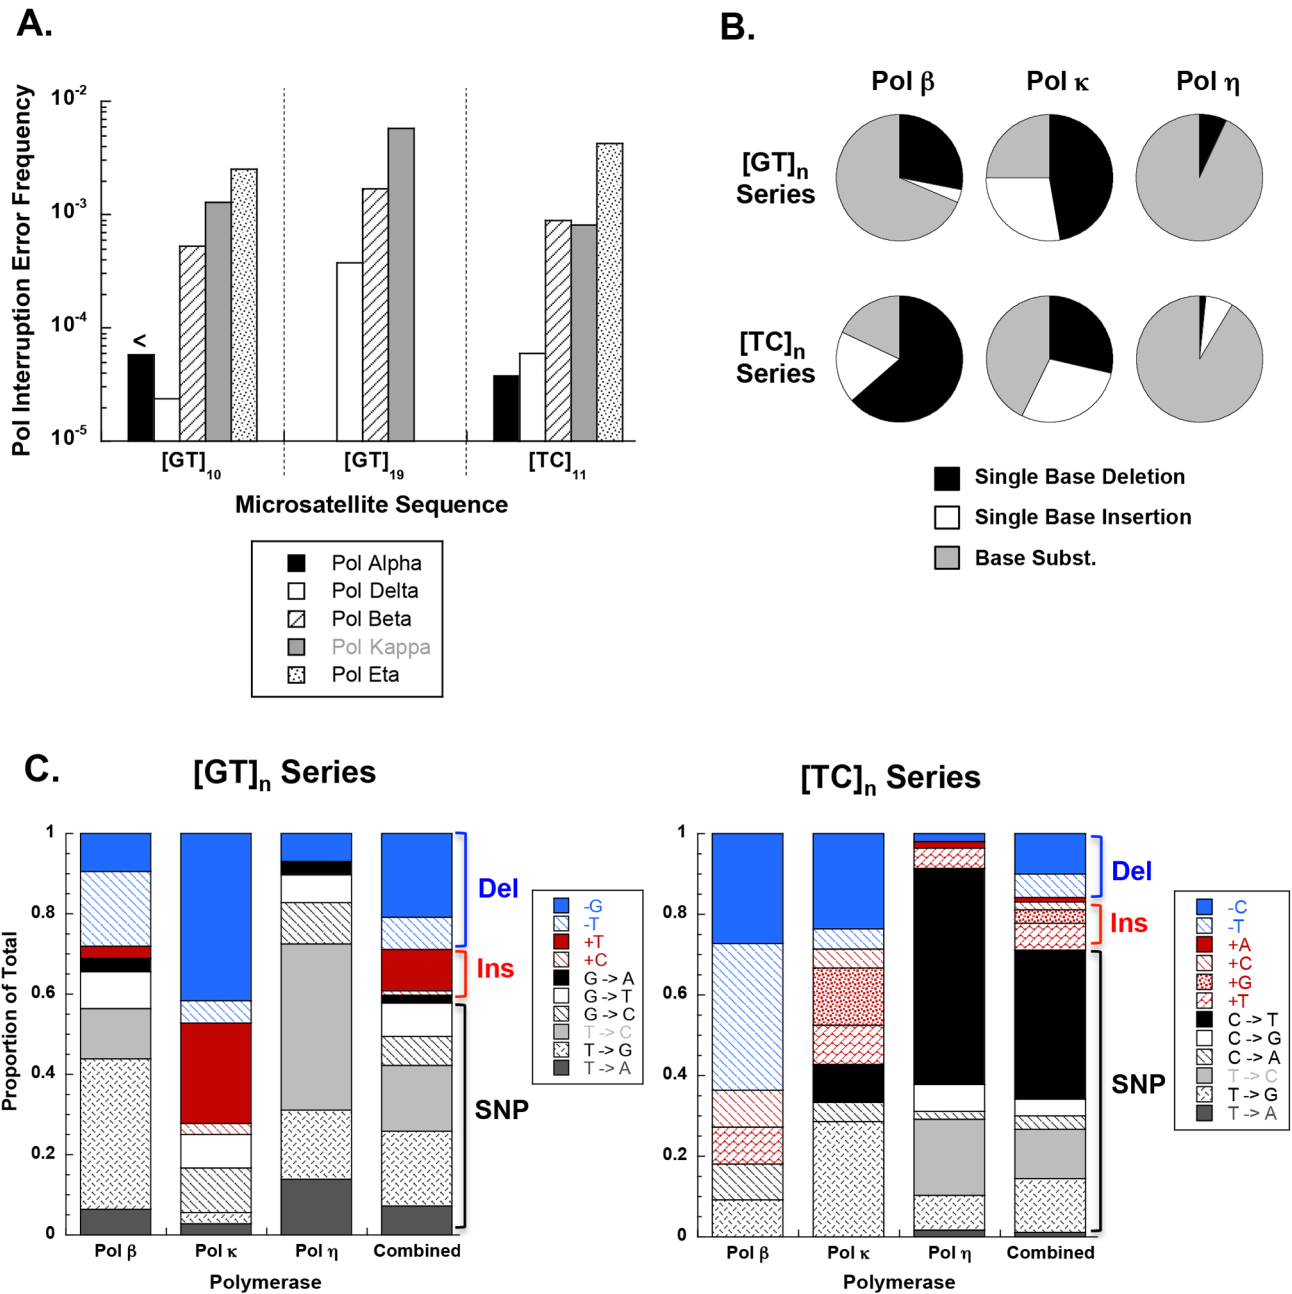 A.
Pol Interruption Error Frequency
10-2
10-3
10-4
10-5
<
[GT]10
[GT]19
[TC]11
Microsatellite Sequence
Pol Alpha
Pol Delta
Pol Beta
Pol Kappa
Pol Eta
B.
Pol β
Pol κ
Pol η
[GT]n
Series
[TC]n
Series
Single Base Deletion
Single Base Insertion
Base Subst.
C.
[GT]n Series
Proportion of Total
1
0.8
0.6
0.4
0.2
0
Pol β
Pol κ
Pol η
Combined
Polymerase
Del
Ins
SNP
-G
-T
+T
+C
G -> A
G -> T
G -> C
T -> C
T -> G
T -> A
[TC]n Series
1
0.8
0.6
0.4
0.2
0
Pol β
Pol κ
Pol η
Combined
Polymerase
Del
Ins
SNP
-C
-T
+A
+C
+G
+T
C -> T
C -> G
C -> A
T -> C
T -> G
T -> A